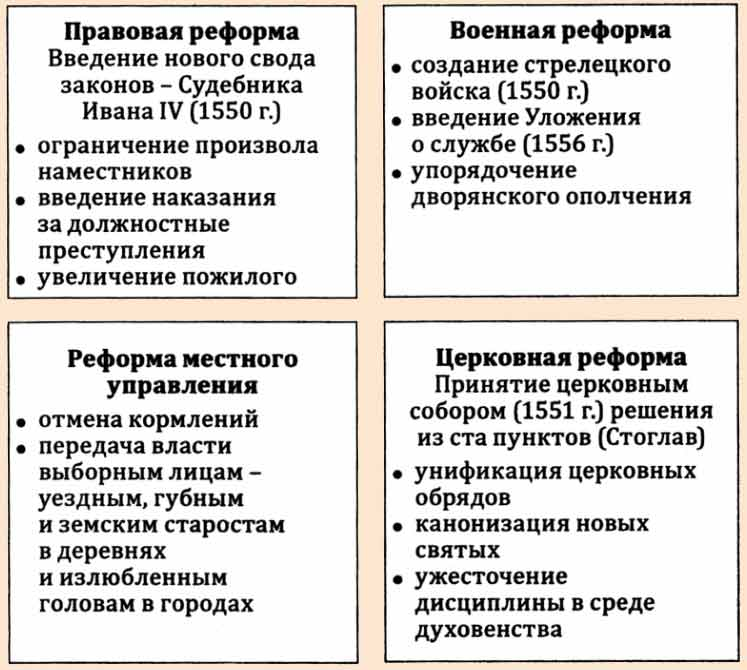 Правовая реформа
Введение нового свода
законов – Судебника
Ивана IV (1550 г.)
• ограничение произвола
наместников
• введение наказания
за должностные
преступления
• увеличение пожилого
Военная реформа
• создание стрелецкого
войска (1550 г.)
• введение Уложения
о службе (1556 г.)
• упорядочение
дворянского ополчения
Реформа местного
управления
• отмена кормлений
• передача власти
выборным лицам –
уездным, губным
и земским старостам
в деревнях
и излюбленным
головам в городах
Церковная реформа
Принятие церковным
собором (1551 г.) решения
из ста пунктов (Стоглав)
• унификация церковных
обрядов
• канонизация новых
святых
• ужесточение
дисциплины в среде
духовенства